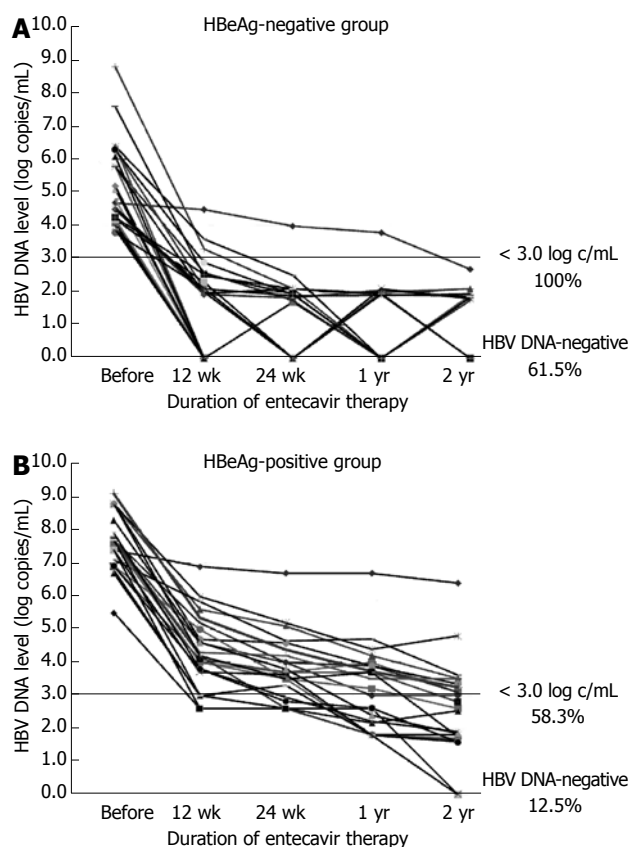 A
HBeAg-negative group
HBV DNA level (log copies/mL)
10.0
9.0
8.0
7.0
6.0
5.0
4.0
3.0
2.0
1.0
0.0
< 3.0 log c/mL
100%
HBV DNA-negative
61.5%
Before 12 wk 24 wk 1 yr 2 yr
Duration of entecavir therapy
B
HBeAg-positive group
HBV DNA level (log copies/mL)
10.0
9.0
8.0
7.0
6.0
5.0
4.0
3.0
2.0
1.0
0.0
< 3.0 log c/mL
58.3%
HBV DNA-negative
12.5%
Before 12 wk 24 wk 1 yr 2 yr
Duration of entecavir therapy